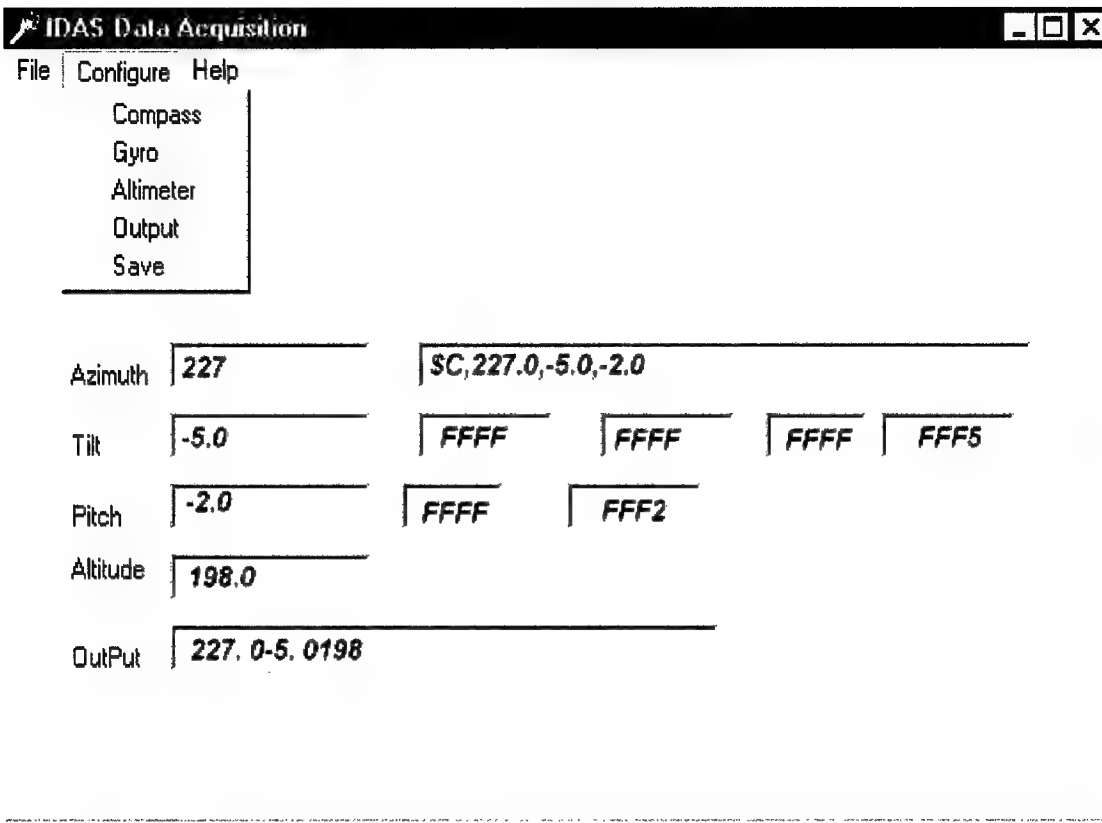 IDAS Data Acquisition
File Configure Help
Compass
Gyro
Altimeter
Output
Save
Azimuth 227 $C,227.0,-5.0,-2.0
Tilt -5.0 FFFF FFFF FFFF FFF5
Pitch -2.0 FFFF FFF2
Altitude 198.0
OutPut 227. 0-5. 0198